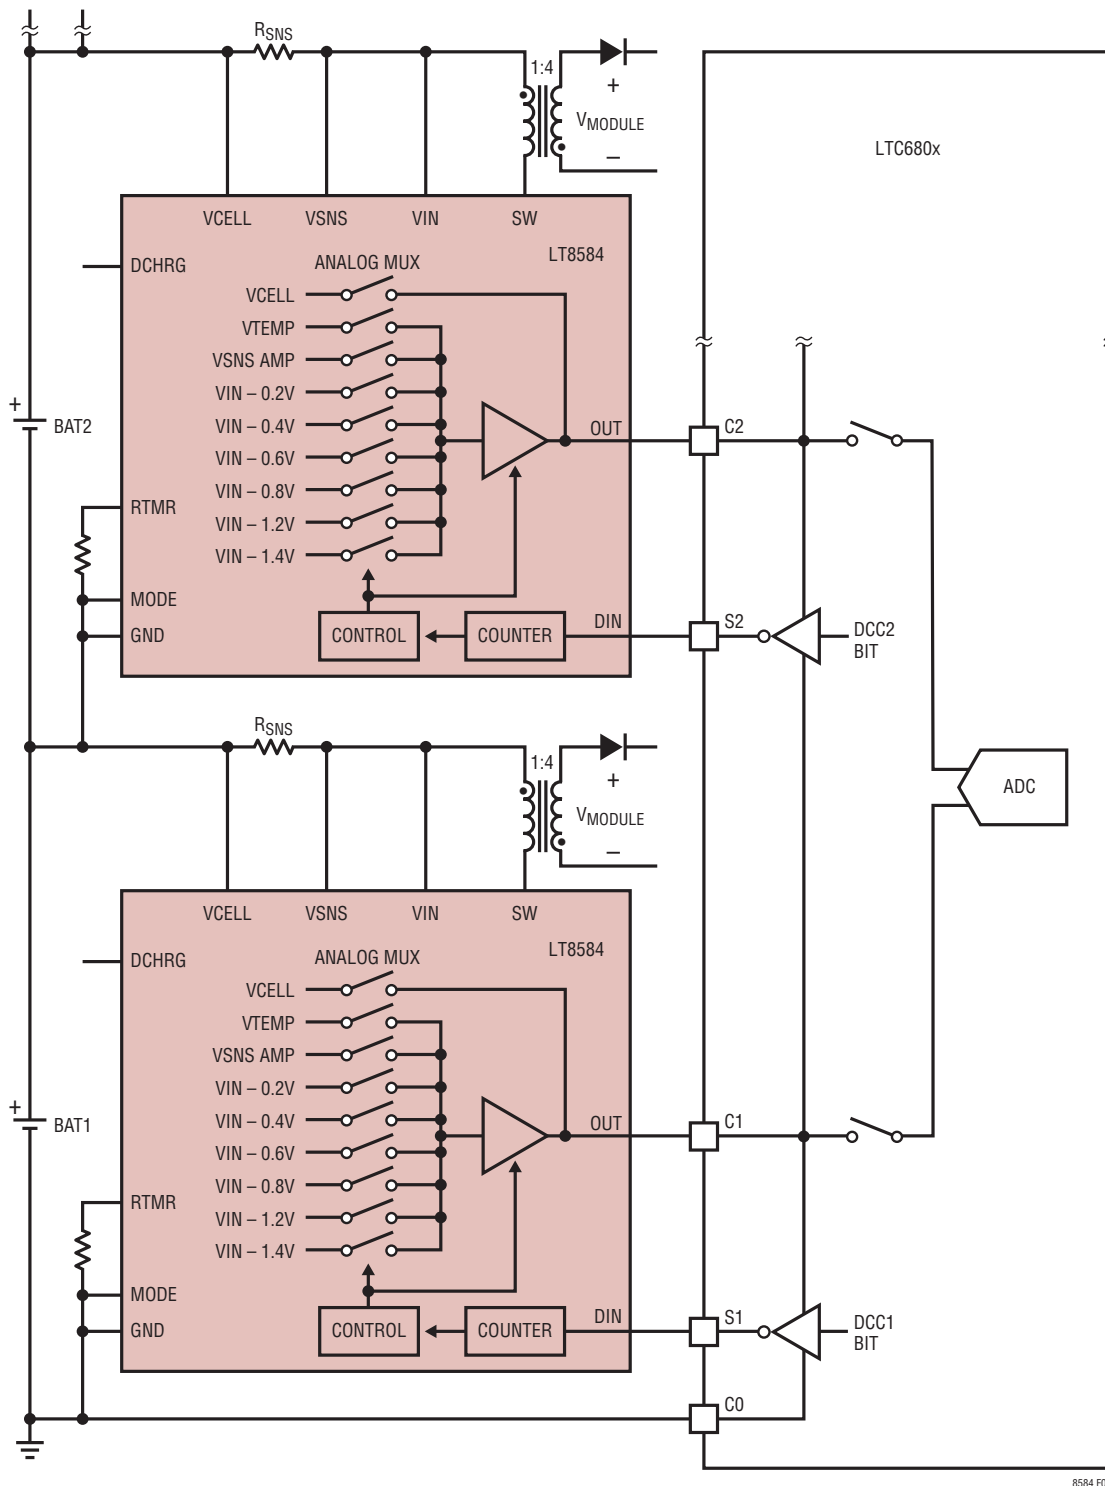 RSNS
1:4
+
VMODULE
–
LTC680x
VCELL VSNS VIN SW
LT8584
DCHRG
ANALOG MUX
VCELL
VTEMP
VSNS AMP
VIN – 0.2V
VIN – 0.4V
VIN – 0.6V
VIN – 0.8V
VIN – 1.2V
VIN – 1.4V
+
BAT2
OUT
C2
RTMR
MODE
GND
CONTROL
COUNTER
DIN
S2
DCC2
BIT
RSNS
1:4
+
VMODULE
–
ADC
VCELL VSNS VIN SW
LT8584
DCHRG
ANALOG MUX
VCELL
VTEMP
VSNS AMP
VIN – 0.2V
VIN – 0.4V
VIN – 0.6V
VIN – 0.8V
VIN – 1.2V
VIN – 1.4V
+
BAT1
OUT
C1
RTMR
MODE
GND
CONTROL
COUNTER
DIN
S1
DCC1
BIT
C0
8584